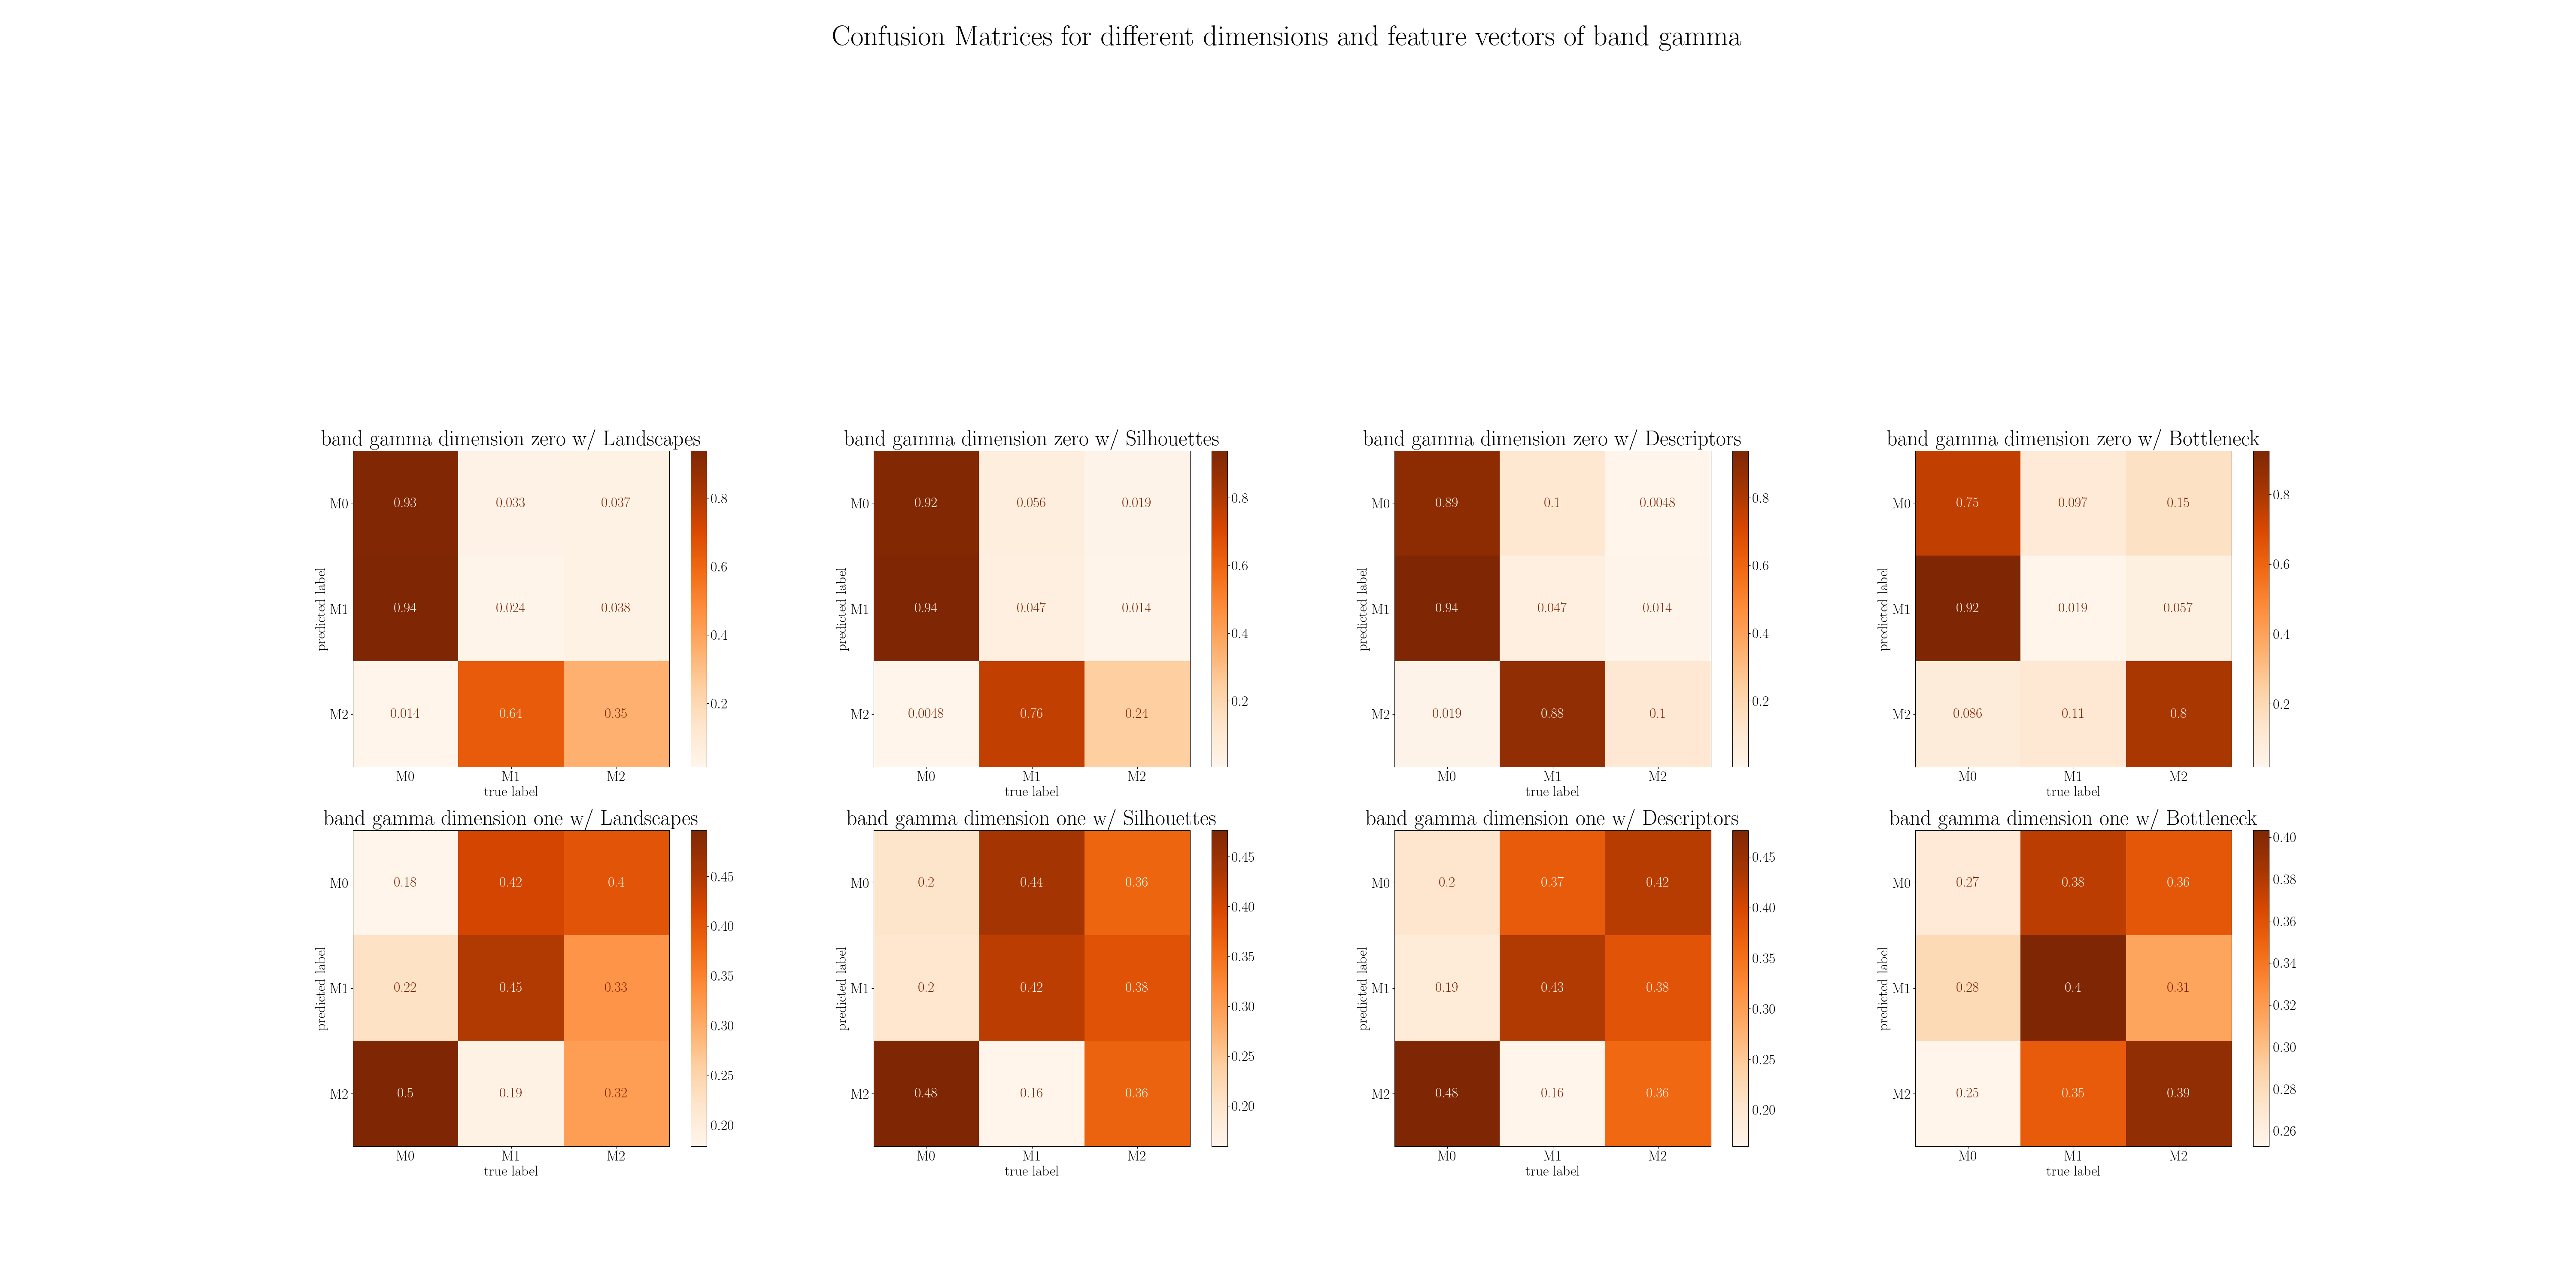 Confusion Matrices for different dimensions and feature vectors of band gamma
band gamma dimension zero w/ Landscapes
predicted label
M0 0.93 0.033 0.037
M1 0.94 0.024 0.038
M2 0.014 0.64 0.35
M0 M1 M2
true label
0.8
0.6
0.4
0.2
band gamma dimension zero w/ Silhouettes
predicted label
M0 0.92 0.056 0.019
M1 0.94 0.047 0.014
M2 0.0048 0.76 0.24
M0 M1 M2
true label
0.8
0.6
0.4
0.2
band gamma dimension zero w/ Descriptors
predicted label
M0 0.89 0.1 0.0048
M1 0.94 0.047 0.014
M2 0.019 0.88 0.1
M0 M1 M2
true label
0.8
0.6
0.4
0.2
band gamma dimension zero w/ Bottleneck
predicted label
M0 0.75 0.097 0.15
M1 0.92 0.019 0.057
M2 0.086 0.11 0.8
M0 M1 M2
true label
0.8
0.6
0.4
0.2
band gamma dimension one w/ Landscapes
predicted label
M0 0.18 0.42 0.4
M1 0.22 0.45 0.33
M2 0.5 0.19 0.32
M0 M1 M2
true label
0.45
0.40
0.35
0.30
0.25
0.20
band gamma dimension one w/ Silhouettes
predicted label
M0 0.2 0.44 0.36
M1 0.2 0.42 0.38
M2 0.48 0.16 0.36
M0 M1 M2
true label
0.45
0.40
0.35
0.30
0.25
0.20
band gamma dimension one w/ Descriptors
predicted label
M0 0.2 0.37 0.42
M1 0.19 0.43 0.38
M2 0.48 0.16 0.36
M0 M1 M2
true label
0.45
0.40
0.35
0.30
0.25
0.20
band gamma dimension one w/ Bottleneck
predicted label
M0 0.27 0.38 0.36
M1 0.28 0.4 0.31
M2 0.25 0.35 0.39
M0 M1 M2
true label
0.40
0.38
0.36
0.34
0.32
0.30
0.28
0.26